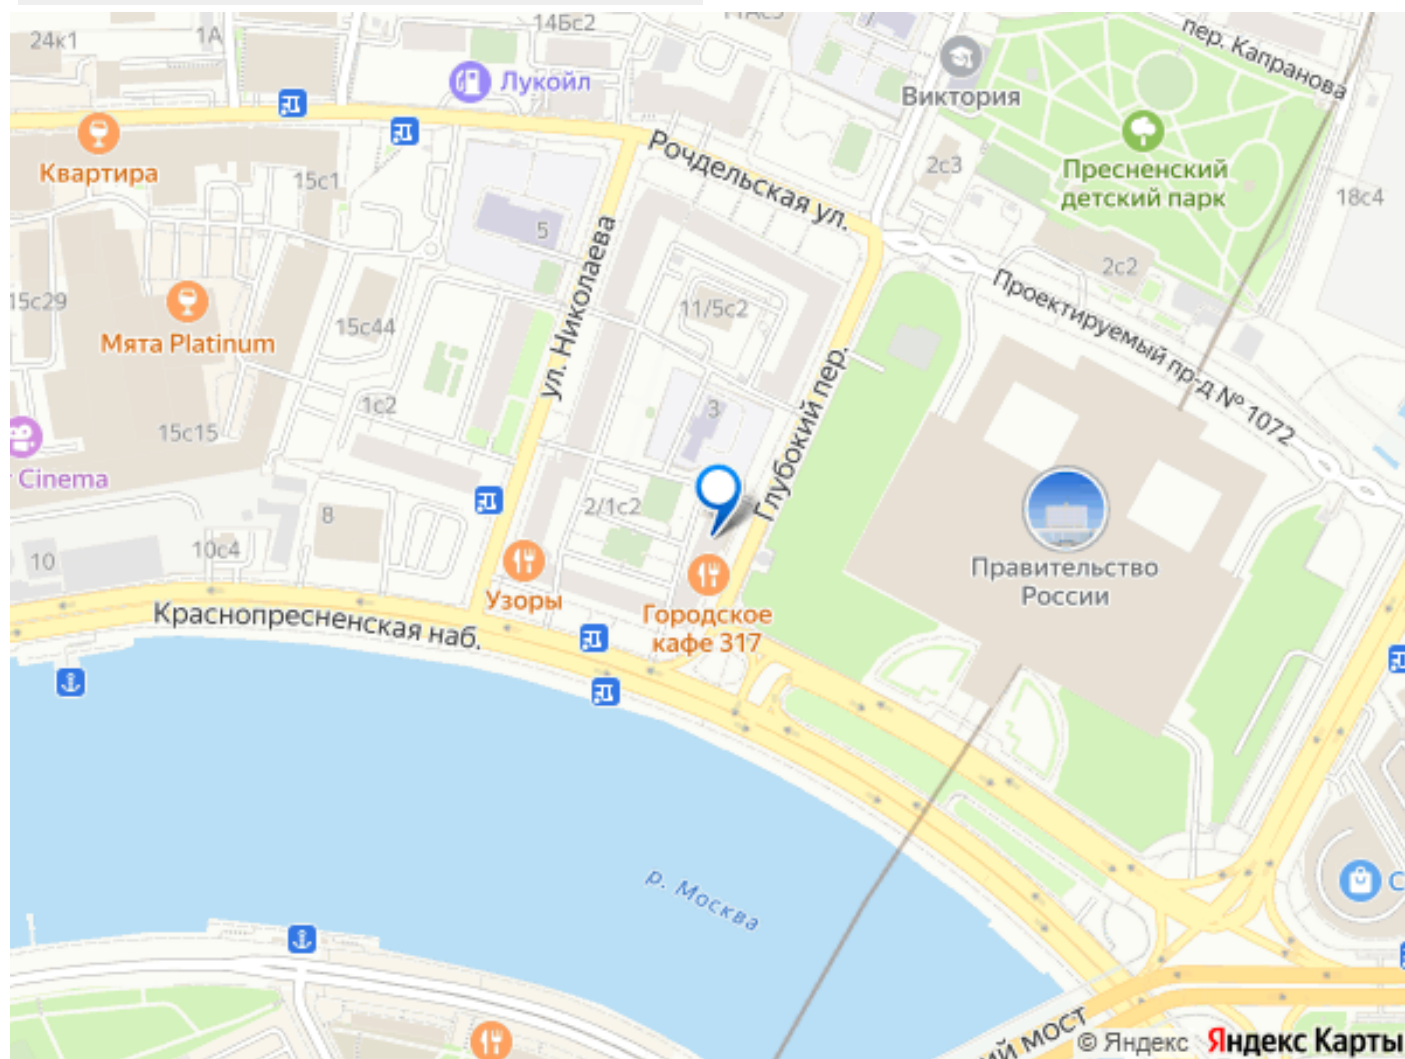 14Бс2
24к1
1А
7
пер. Капранова
Лукойл
Виктория
Квартира
Рочдельская ул.
2с3
Пресненский
детский парк
15с1
18с4
5
ул. Николаева
2с2
15с29
11/5с2
Проектируемый пр-д № 1072
15с44
Мята Platinum
Глубокий пер.
1с2
3
15с15
Cinema
2/1с2
8
10с4
10
Правительство
России
Узоры
Городское
кафе 317
Краснопресненская наб.
р. Москва
мост
© Яндекс Яндекс Карты